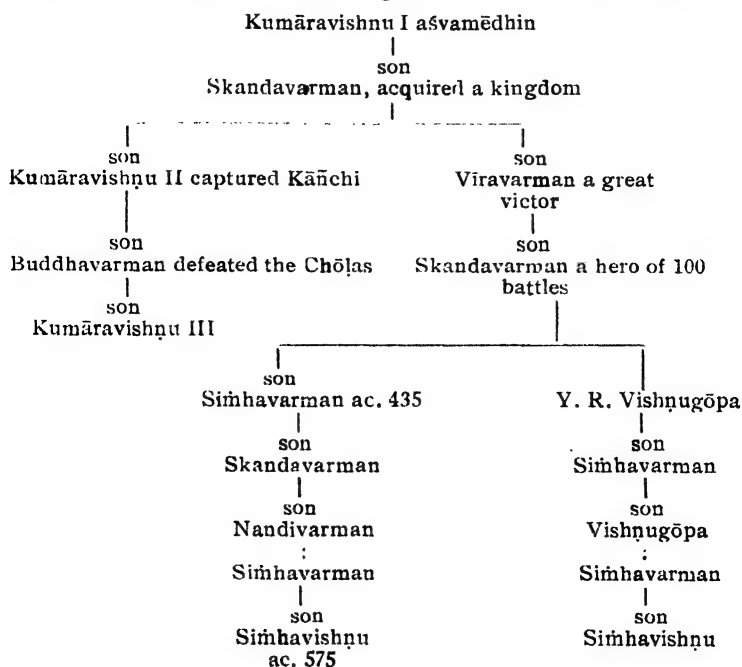 Kumāravishnu I aśvamēdhin
son
Skandavarman, acquired a kingdom
son son
Kumāravishṇu II captured Kāñchi Vīravarman a great
victor
son son
Buddhavarman defeated the Chōḷas Skandavarman a hero of 100
battles
son
Kumāravishṇu III
son
Siṁhavarman ac. 435 Y. R. Vishṇugōpa
son son
Skandavarman Siṁhavarman
son son
Nandivarman Vishṇugōpa
: :
Siṁhavarman Siṁhavarman
son son
Siṁhavishṇu Siṁhavishṇu
ac. 575